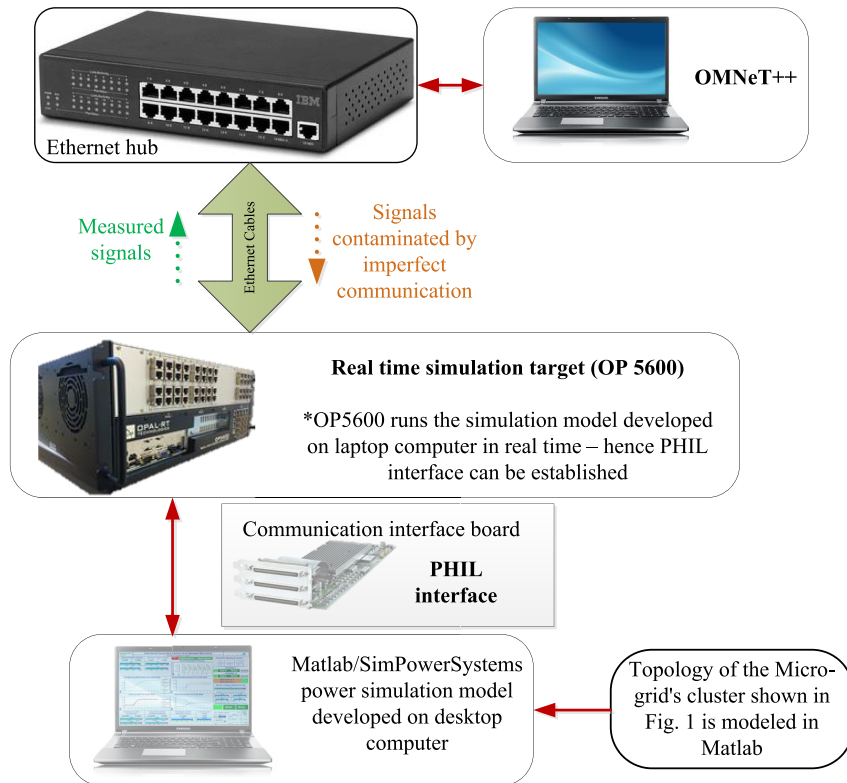 IBM
Ethernet hub
OMNeT++
Measured
signals
Ethernet Cables
Signals
contaminated by
imperfect
communication
Real time simulation target (OP 5600)
*OP5600 runs the simulation model developed
on laptop computer in real time – hence PHIL
interface can be established
OPAL-RT
TECHNOLOGIES
Communication interface board
PHIL
interface
Matlab/SimPowerSystems
power simulation model
developed on desktop
computer
Topology of the Micro-
grid's cluster shown in
Fig. 1 is modeled in
Matlab